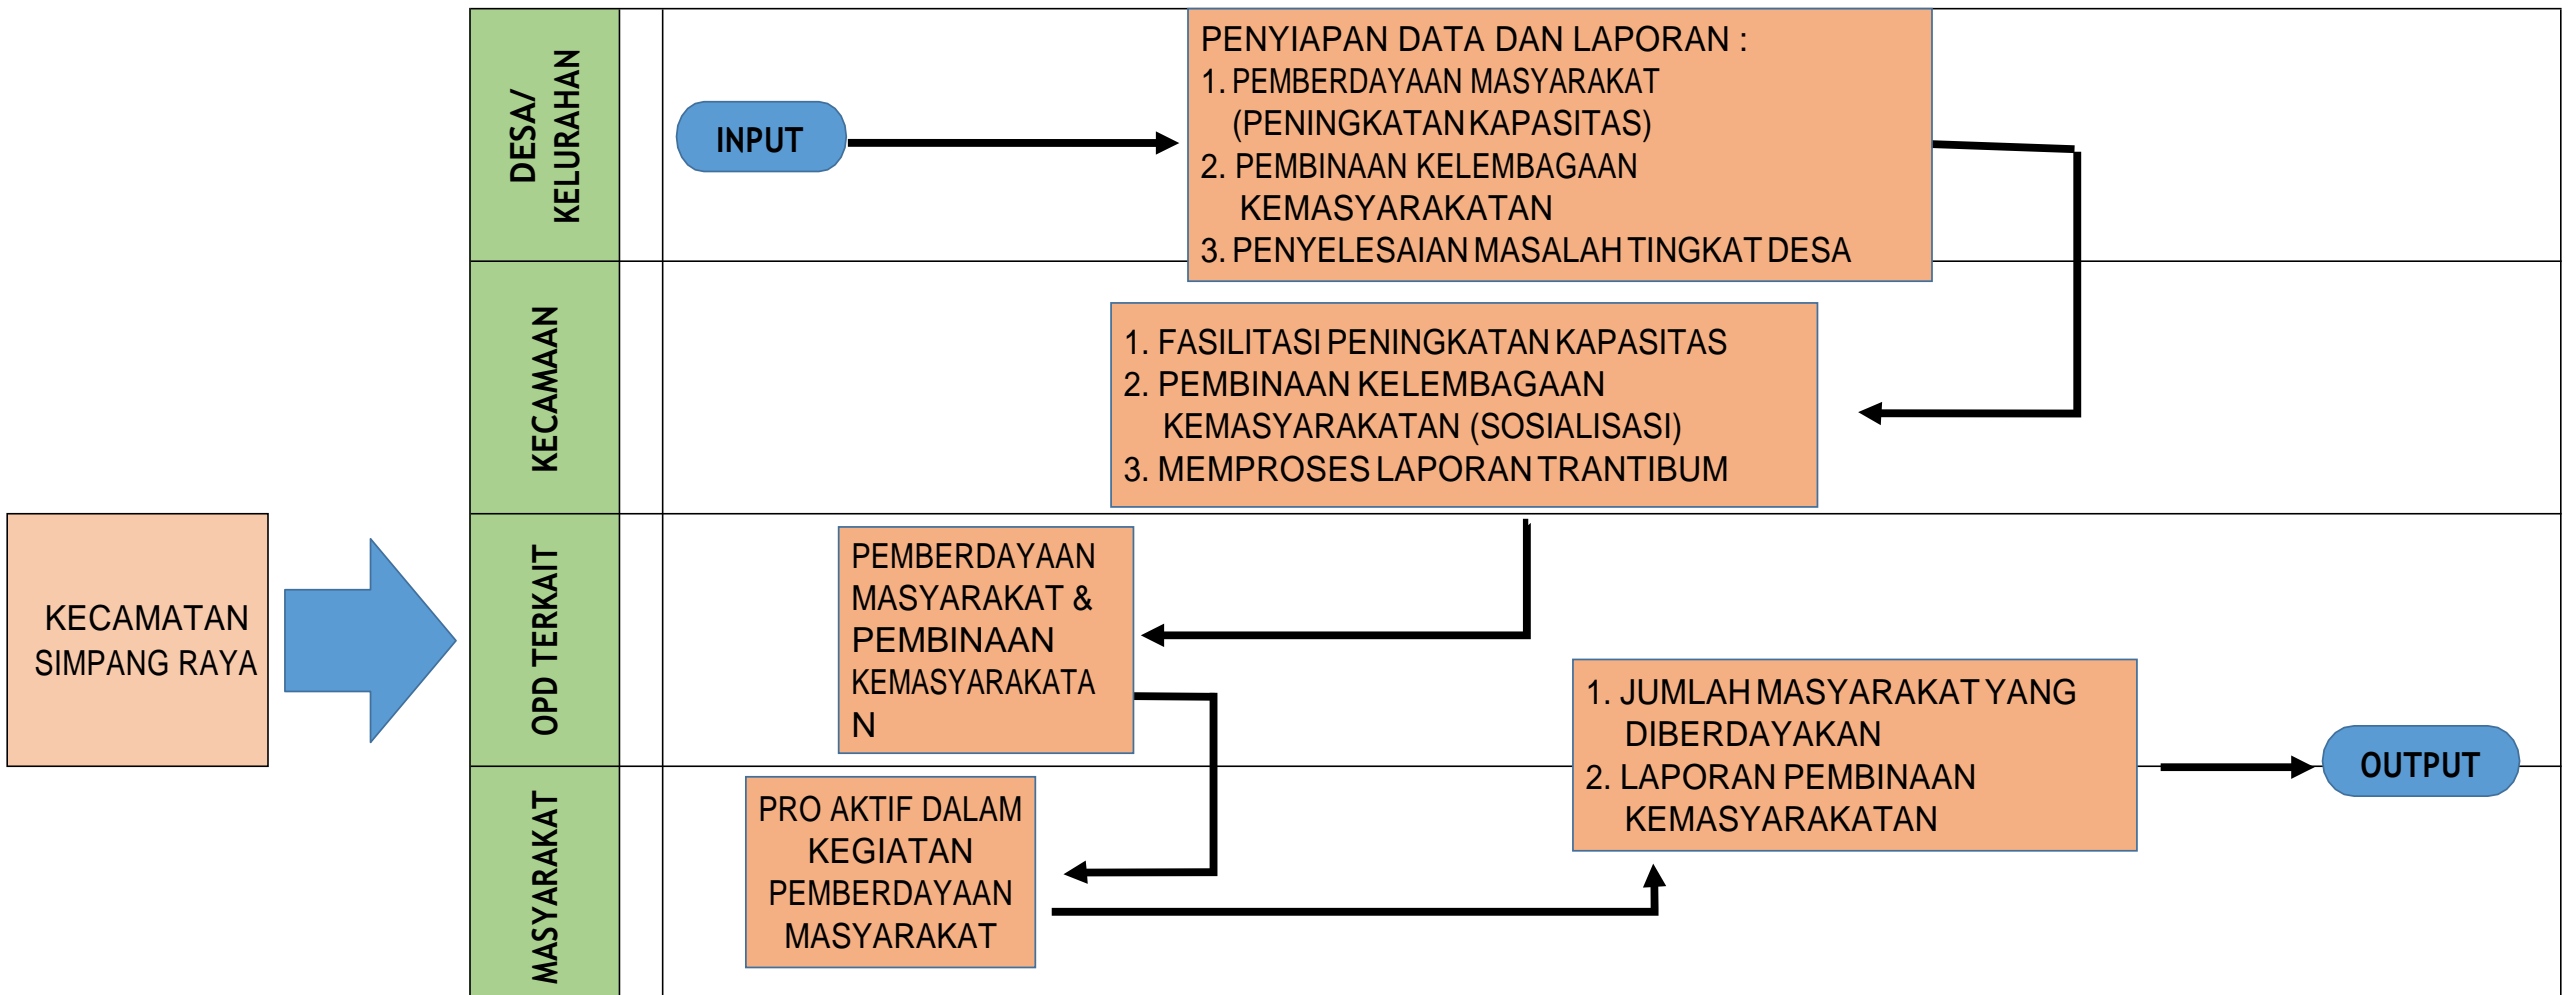 DESA/
KELURAHAN
INPUT
PENYIAPAN DATA DAN LAPORAN :
1. PEMBERDAYAAN MASYARAKAT
(PENINGKATAN KAPASITAS)
2. PEMBINAAN KELEMBAGAAN
KEMASYARAKATAN
3. PENYELESAIAN MASALAH TINGKAT DESA
KECAMAAN
1. FASILITASI PENINGKATAN KAPASITAS
2. PEMBINAAN KELEMBAGAAN
KEMASYARAKATAN (SOSIALISASI)
3. MEMPROSES LAPORAN TRANTIBUM
KECAMATAN
SIMPANG RAYA
OPD TERKAIT
PEMBERDAYAAN
MASYARAKAT &
PEMBINAAN
KEMASYARAKATA
N
1. JUMLAH MASYARAKAT YANG
DIBERDAYAKAN
2. LAPORAN PEMBINAAN
KEMASYARAKATAN
OUTPUT
MASYARAKAT
PRO AKTIF DALAM
KEGIATAN
PEMBERDAYAAN
MASYARAKAT